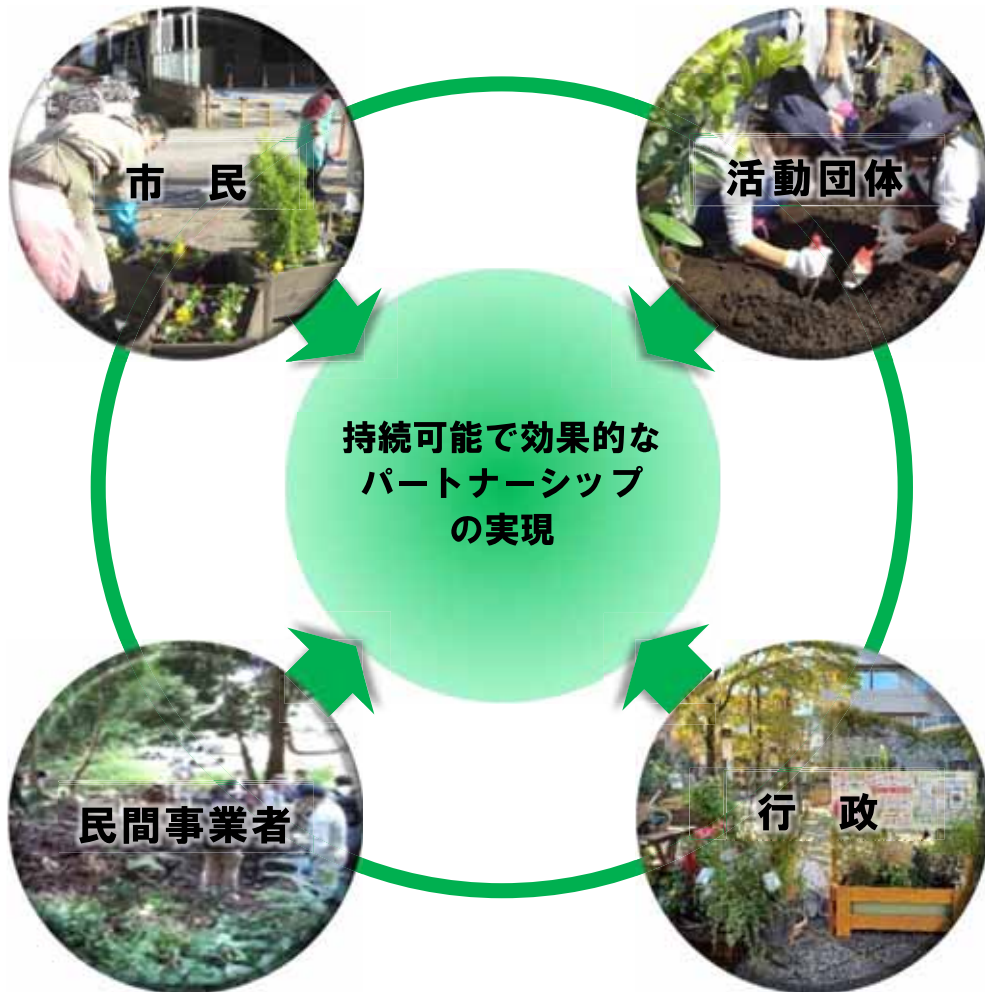 市　民
活動団体
持続可能で効果的な
パートナーシップ
の実現
民間事業者
行　政